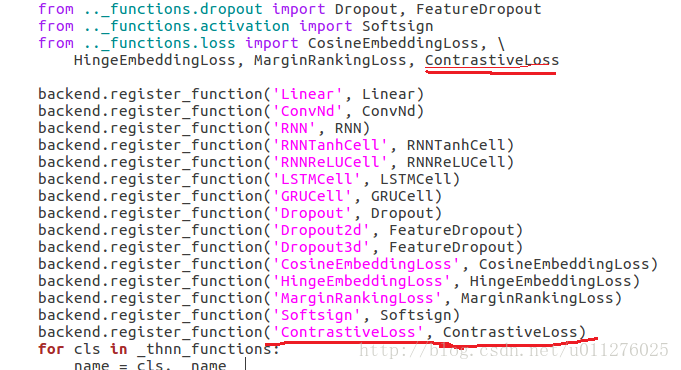 from .._functions.dropout import Dropout, FeatureDropout
from .._functions.activation import Softsign
from .._functions.loss import CosineEmbeddingLoss, \
    HingeEmbeddingLoss, MarginRankingLoss, ContrastiveLoss
backend.register_function('Linear', Linear)
backend.register_function('ConvNd', ConvNd)
backend.register_function('RNN', RNN)
backend.register_function('RNNTanhCell', RNNTanhCell)
backend.register_function('RNNReLUCell', RNNReLUCell)
backend.register_function('LSTMCell', LSTMCell)
backend.register_function('GRUCell', GRUCell)
backend.register_function('Dropout', Dropout)
backend.register_function('Dropout2d', FeatureDropout)
backend.register_function('Dropout3d', FeatureDropout)
backend.register_function('CosineEmbeddingLoss', CosineEmbeddingLoss)
backend.register_function('HingeEmbeddingLoss', HingeEmbeddingLoss)
backend.register_function('MarginRankingLoss', MarginRankingLoss)
backend.register_function('Softsign', Softsign)
backend.register_function('ContrastiveLoss', ContrastiveLoss)
for cls in _thnn_functions:
http://blog.csdn.net/u011276025
    name = cls.  name